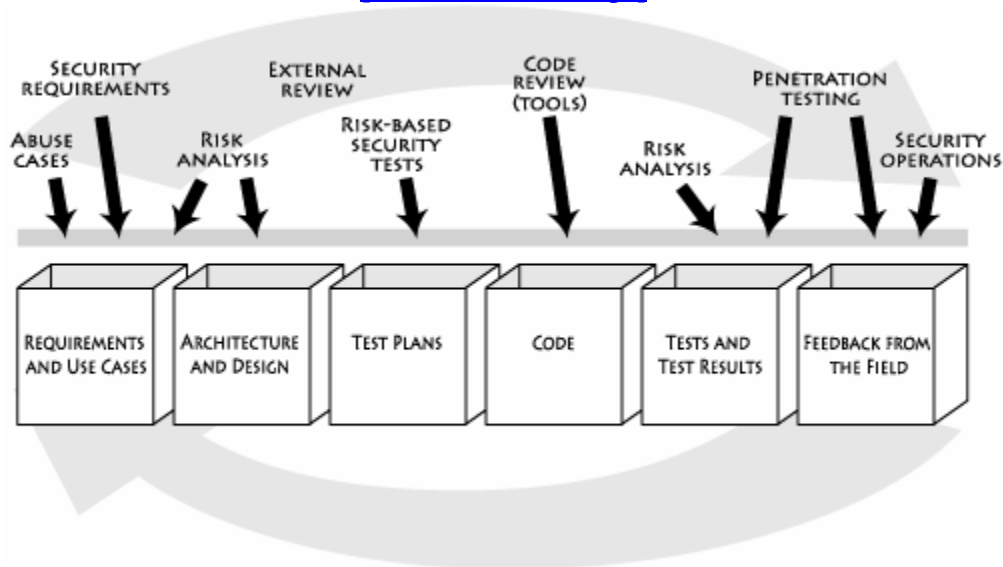 SECURITY
REQUIREMENTS
ABUSE
CASES
RISK
ANALYSIS
EXTERNAL
REVIEW
RISK-BASED
SECURITY
TESTS
CODE
REVIEW
(TOOLS)
RISK
ANALYSIS
PENETRATION
TESTING
SECURITY
OPERATIONS
REQUIREMENTS
AND USE CASES
ARCHITECTURE
AND DESIGN
TEST PLANS
CODE
TESTS AND
TEST RESULTS
FEEDBACK FROM
THE FIELD